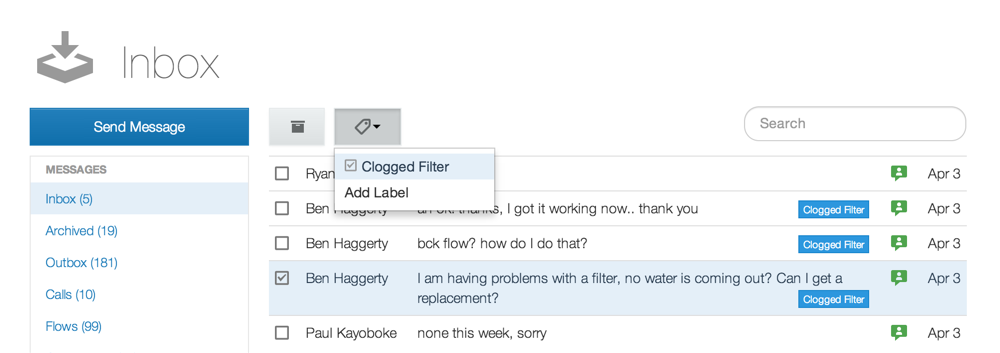 Inbox
Send Message
Search
MESSAGES
Inbox (5)
Archived (19)
Outbox (181)
Calls (10)
Flows (99)
Clogged Filter
Add Label
Ryan
Apr 3
Ben Haggerty
thanks, I got it working now.. thank you
Clogged Filter
Apr 3
Ben Haggerty
bck flow? how do I do that?
Clogged Filter
Apr 3
Ben Haggerty
I am having problems with a filter, no water is coming out? Can I get a
replacement?
Clogged Filter
Apr 3
Paul Kayoboke
none this week, sorry
Apr 3